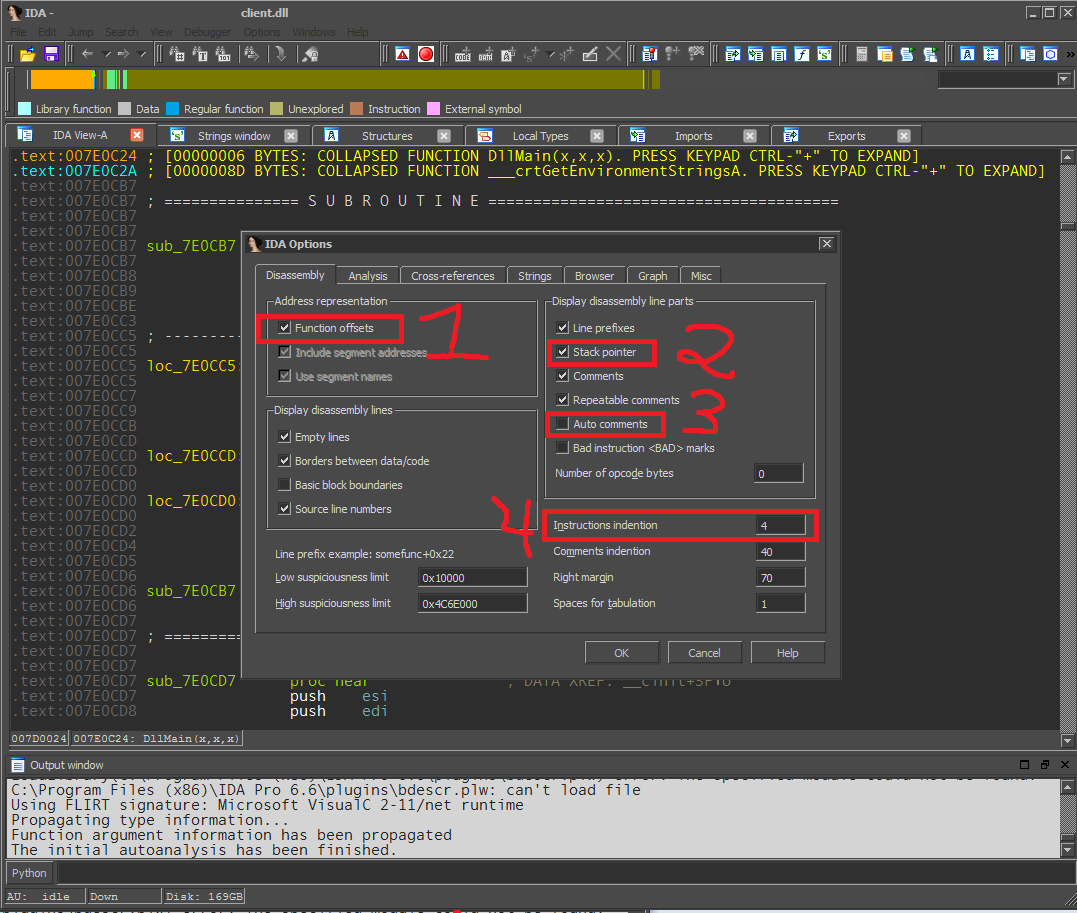 IDA - client.dll
File Edit Jump Search View Debugger Options Windows Help
Library function Data Regular function Unexplored Instruction External symbol
IDA View-A Strings window Structures Local Types Imports Exports
.text:007E0C24 ; [00000006 BYTES: COLLAPSED FUNCTION DllMain(x,x,x). PRESS KEYPAD CTRL-"+" TO EXPAND]
.text:007E0C2A ; [0000008D BYTES: COLLAPSED FUNCTION ___crtGetEnvironmentStringsA. PRESS KEYPAD CTRL-"+" TO EXPAND]
.text:007E0CB7
.text:007E0CB7 ; =============== S U B R O U T I N E =======================================
.text:007E0CB7
.text:007E0CB7
.text:007E0CB7 sub_7E0CB7
.text:007E0CB7
.text:007E0CB8
.text:007E0CB9
.text:007E0CBE
.text:007E0CC3
.text:007E0CC5 ; ---------
.text:007E0CC5
.text:007E0CC5 loc_7E0CC5:
.text:007E0CC5
.text:007E0CC7
.text:007E0CC9
.text:007E0CCB
.text:007E0CCD
.text:007E0CCD loc_7E0CCD:
.text:007E0CCD
.text:007E0CD0
.text:007E0CD0 loc_7E0CD0:
.text:007E0CD0
.text:007E0CD2
.text:007E0CD4
.text:007E0CD5
.text:007E0CD6
.text:007E0CD6 sub_7E0CB7
.text:007E0CD6
.text:007E0CD7
.text:007E0CD7 ; =========
.text:007E0CD7
.text:007E0CD7
.text:007E0CD7 sub_7E0CD7 proc near
.text:007E0CD7 push esi
.text:007E0CD8 push edi
IDA Options
Disassembly Analysis Cross-references Strings Browser Graph Misc
Address representation
Function offsets
1
Include segment addresses
Use segment names
Display disassembly lines
Empty lines
Borders between data/code
Basic block boundaries
Source line numbers
Line prefix example: somefunc+0x22
Low suspiciousness limit 0x10000
High suspiciousness limit 0x4C6E000
Display disassembly line parts
Line prefixes
Stack pointer
2
Comments
Repeatable comments
Auto comments
3
Bad instruction <BAD> marks
Number of opcode bytes 0
4
Instructions indention 4
Comments indention 40
Right margin 70
Spaces for tabulation 1
OK Cancel Help
007D0024 007E0C24: DllMain(x,x,x)
Output window
C:\Program Files (x86)\IDA Pro 6.6\plugins\bdescr.plw: can't load file
Using FLIRT signature: Microsoft VisualC 2-11/net runtime
Propagating type information...
Function argument information has been propagated
The initial autoanalysis has been finished.
Python
AU: idle Down Disk: 169GB